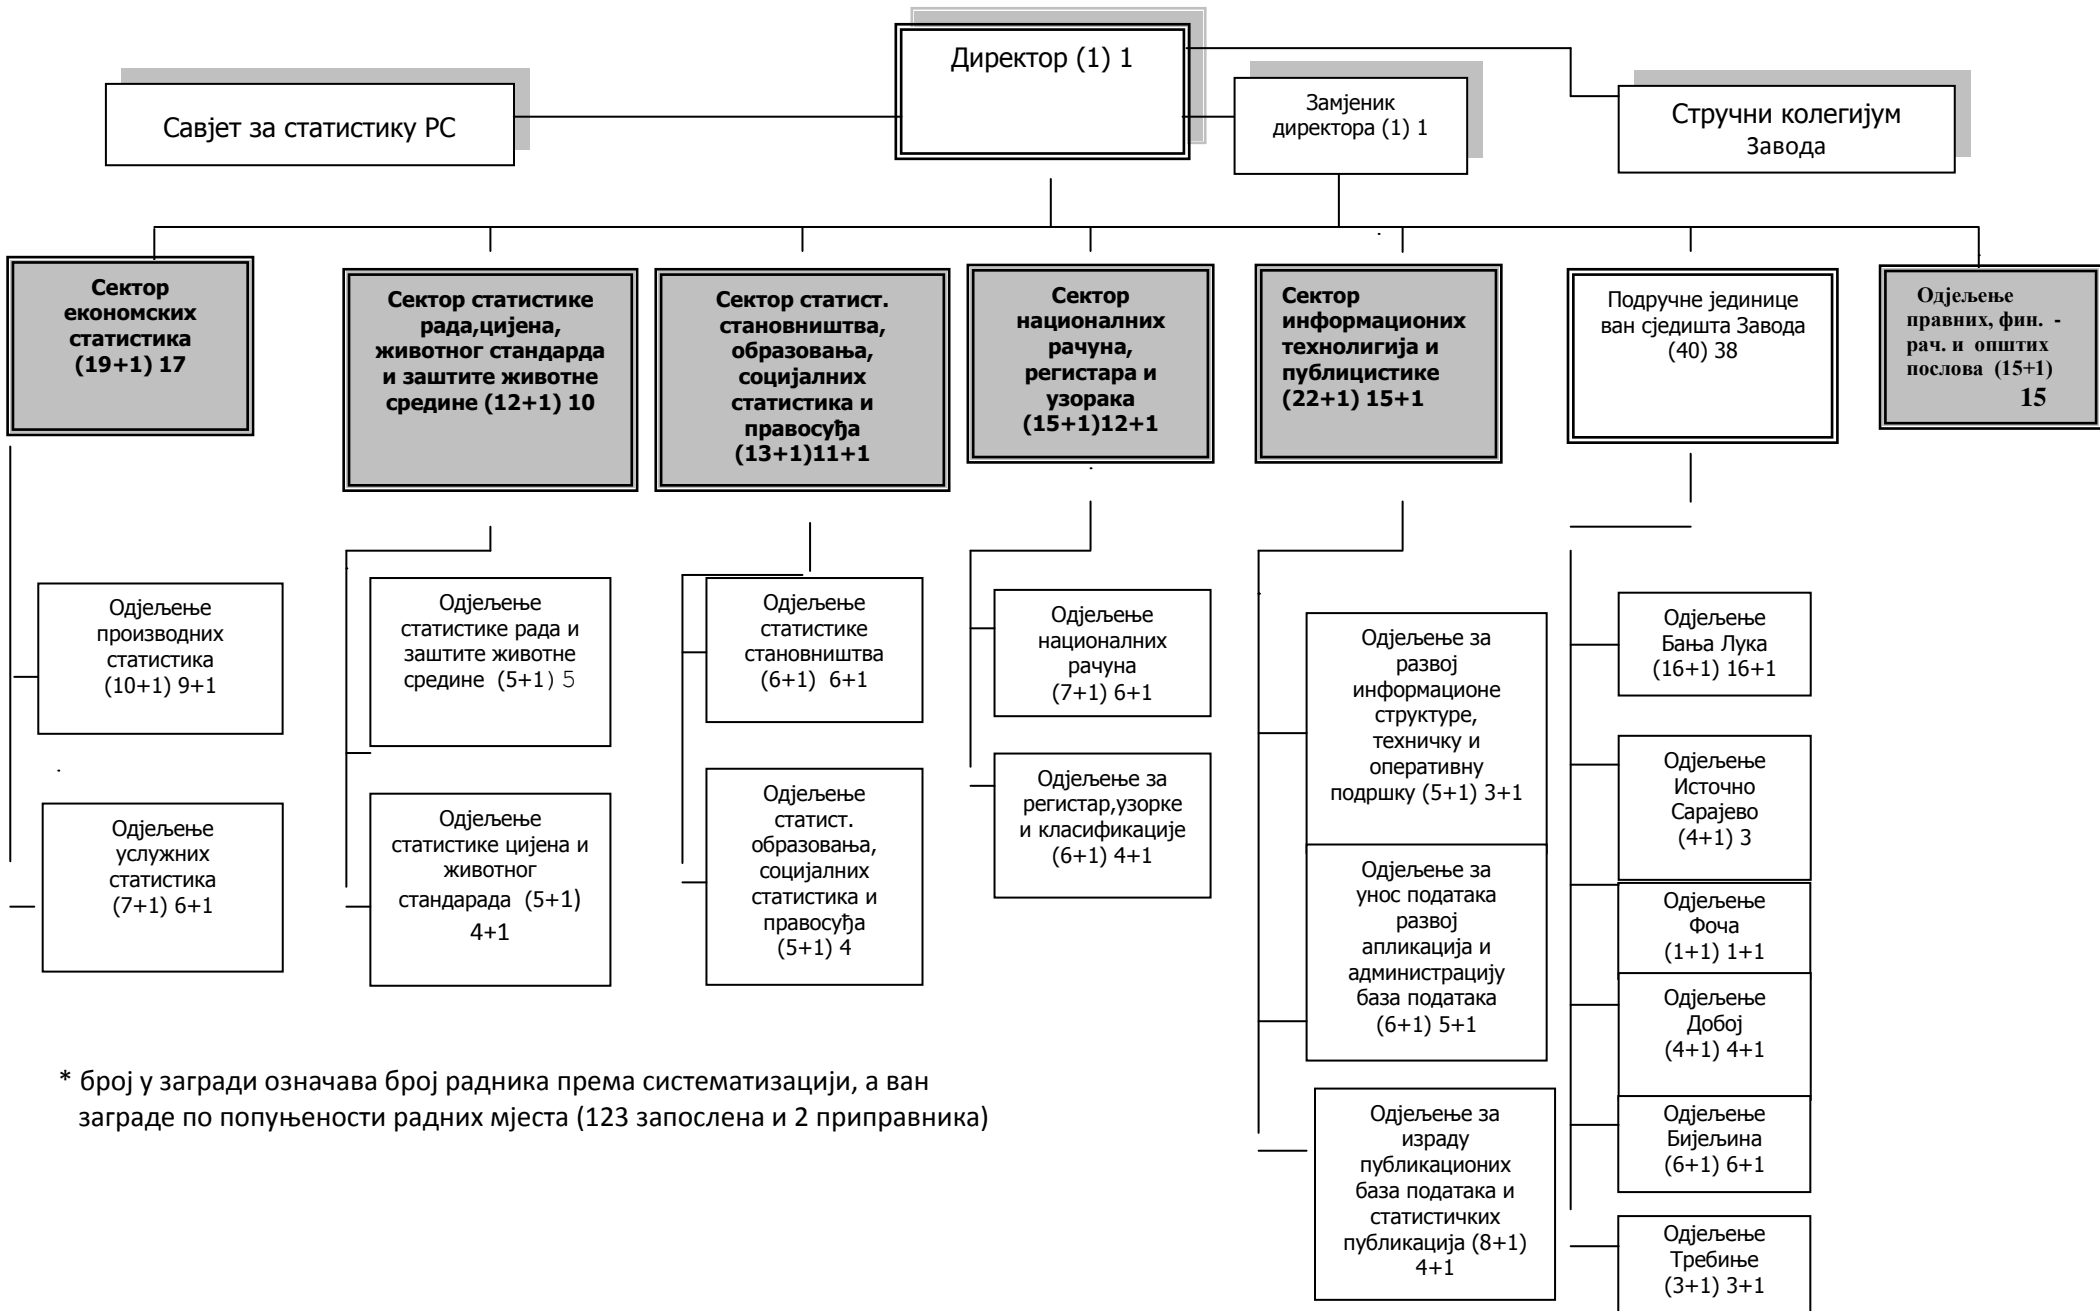 Директор (1) 1
Савјет за статистику РС
Замјеник
директора (1) 1
Стручни колегијум
Завода
Сектор
економских
статистика
(19+1) 17
Сектор статистике
рада,цијена,
животног стандарда
и заштите животне
средине (12+1) 10
Сектор статист.
становништва,
образовања,
социјалних
статистика и
правосуђа
(13+1)11+1
Сектор
националних
рачуна,
регистара и
узорака
(15+1)12+1
Сектор
информационих
технолигија и
публицистике
(22+1) 15+1
Подручне јединице
ван сједишта Завода
(40) 38
Одјељење
правних, фин. -
рач. и општих
послова (15+1)
15
Одјељење
производних
статистика
(10+1) 9+1
Одјељење
услужних
статистика
(7+1) 6+1
Одјељење
статистике рада и
заштите животне
средине (5+1) 5
Одјељење
статистике цијена и
животног
стандарада (5+1)
4+1
Одјељење
статистике
становништва
(6+1) 6+1
Одјељење
статист.
образовања,
социјалних
статистика и
правосуђа
(5+1) 4
Одјељење
националних
рачуна
(7+1) 6+1
Одјељење за
регистар,узорке
и класификације
(6+1) 4+1
Одјељење за
развој
информационе
структуре,
техничку и
оперативну
подршку (5+1) 3+1
Одјељење за
унос података
развој
апликација и
администрацију
база података
(6+1) 5+1
Одјељење за
израду
публикационих
база података и
статистичких
публикација (8+1)
4+1
Одјељење
Бања Лука
(16+1) 16+1
Одјељење
Источно
Сарајево
(4+1) 3
Одјељење
Фоча
(1+1) 1+1
Одјељење
Добој
(4+1) 4+1
Одјељење
Бијељина
(6+1) 6+1
Одјељење
Требиње
(3+1) 3+1
* број у загради означава број радника према систематизацији, а ван
заграде по попуњености радних мјеста (123 запослена и 2 приправника)